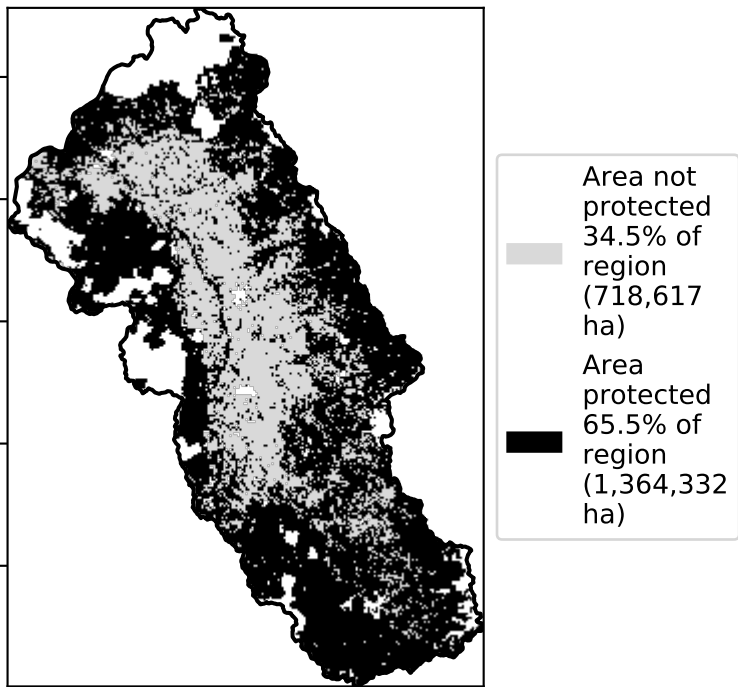 Area not
protected
34.5% of
region
(718,617
ha)
Area
protected
65.5% of
region
(1,364,332
ha)